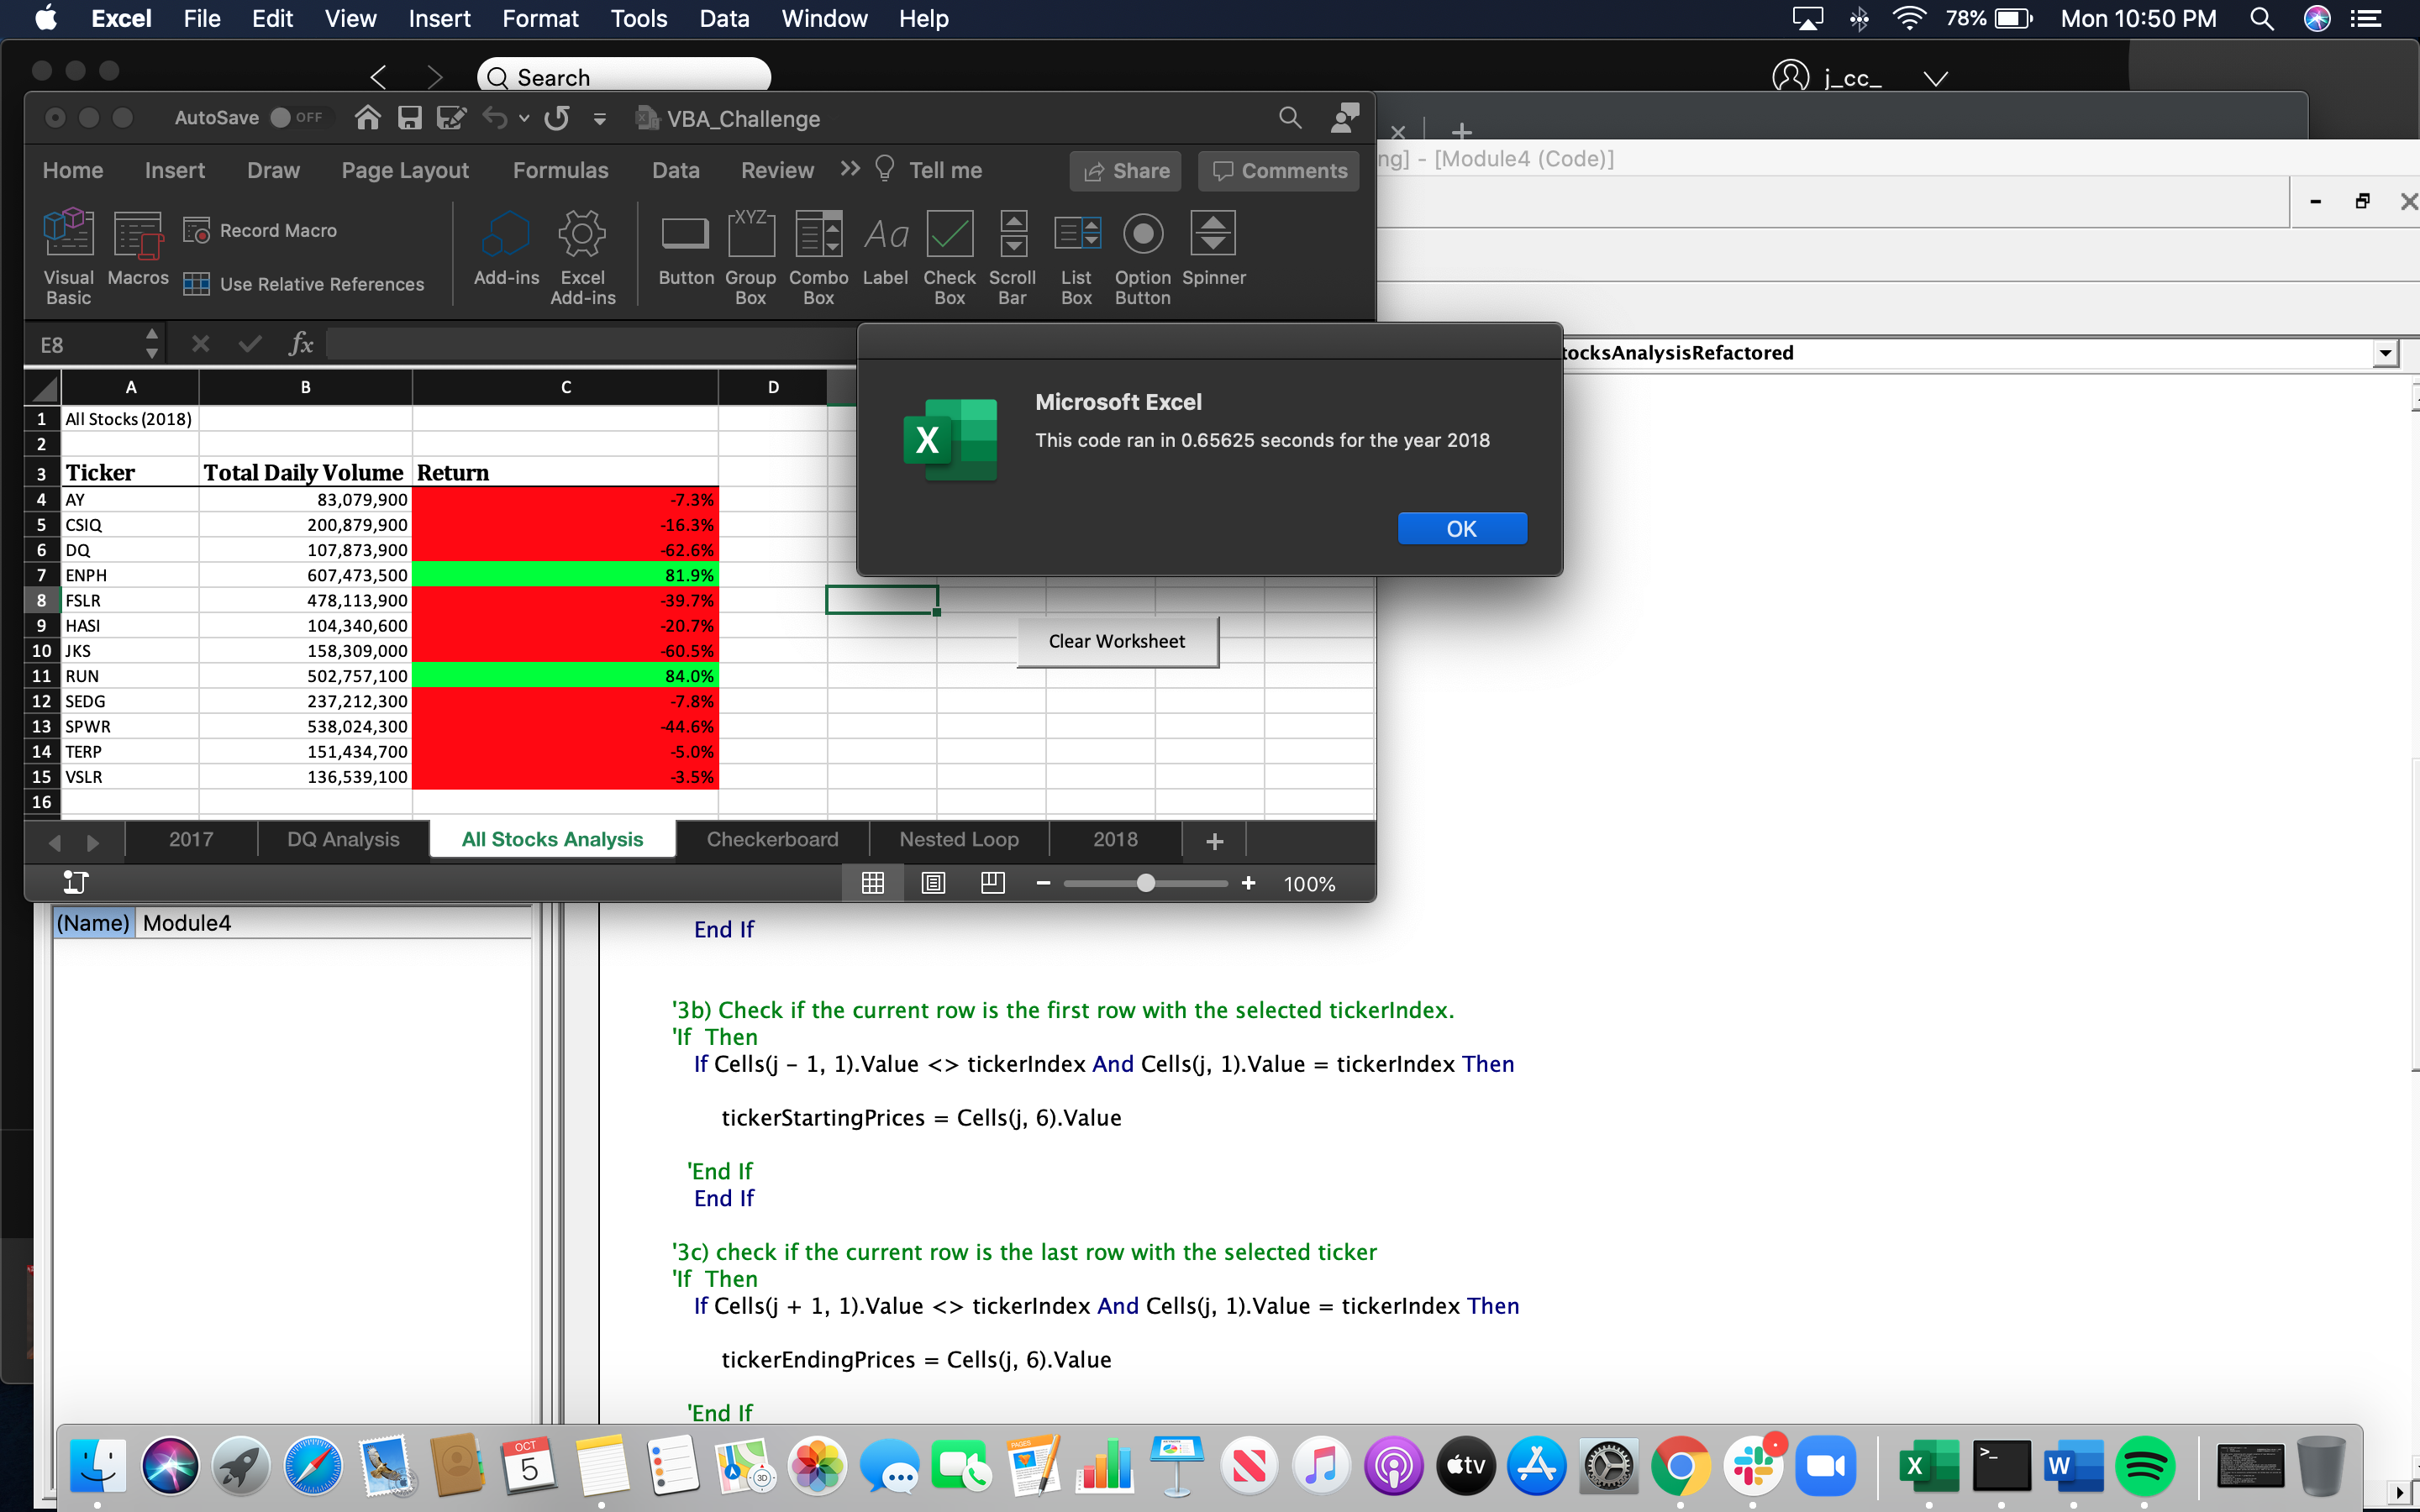 Excel File Edit View Insert Format Tools Data Window Help 78% Mon 10:50 PM
Search j_cc_
AutoSave OFF VBA_Challenge
ng] - [Module4 (Code)]
Home Insert Draw Page Layout Formulas Data Review >> Tell me Share Comments
Visual Basic Macros Record Macro Use Relative References Add-ins Excel Add-ins Button XYZ Group Box Combo Box Aa Label Check Box Scroll Bar List Box Option Button Spinner
E8 fx
tocksAnalysisRefactored
A B C D
1 All Stocks (2018)
2
3 Ticker Total Daily Volume Return
4 AY 83,079,900 -7.3%
5 CSIQ 200,879,900 -16.3%
6 DQ 107,873,900 -62.6%
7 ENPH 607,473,500 81.9%
8 FSLR 478,113,900 -39.7%
9 HASI 104,340,600 -20.7%
10 JKS 158,309,000 -60.5%
11 RUN 502,757,100 84.0%
12 SEDG 237,212,300 -7.8%
13 SPWR 538,024,300 -44.6%
14 TERP 151,434,700 -5.0%
15 VSLR 136,539,100 -3.5%
16
Microsoft Excel
This code ran in 0.65625 seconds for the year 2018
OK
Clear Worksheet
2017 DQ Analysis All Stocks Analysis Checkerboard Nested Loop 2018 +
100%
(Name) Module4
End If
'3b) Check if the current row is the first row with the selected tickerIndex.
'If Then
If Cells(j - 1, 1).Value <> tickerIndex And Cells(j, 1).Value = tickerIndex Then
tickerStartingPrices = Cells(j, 6).Value
'End If
End If
'3c) check if the current row is the last row with the selected ticker
'If Then
If Cells(j + 1, 1).Value <> tickerIndex And Cells(j, 1).Value = tickerIndex Then
tickerEndingPrices = Cells(j, 6).Value
'End If
OCT 5 3D PAGES tv X >_ W